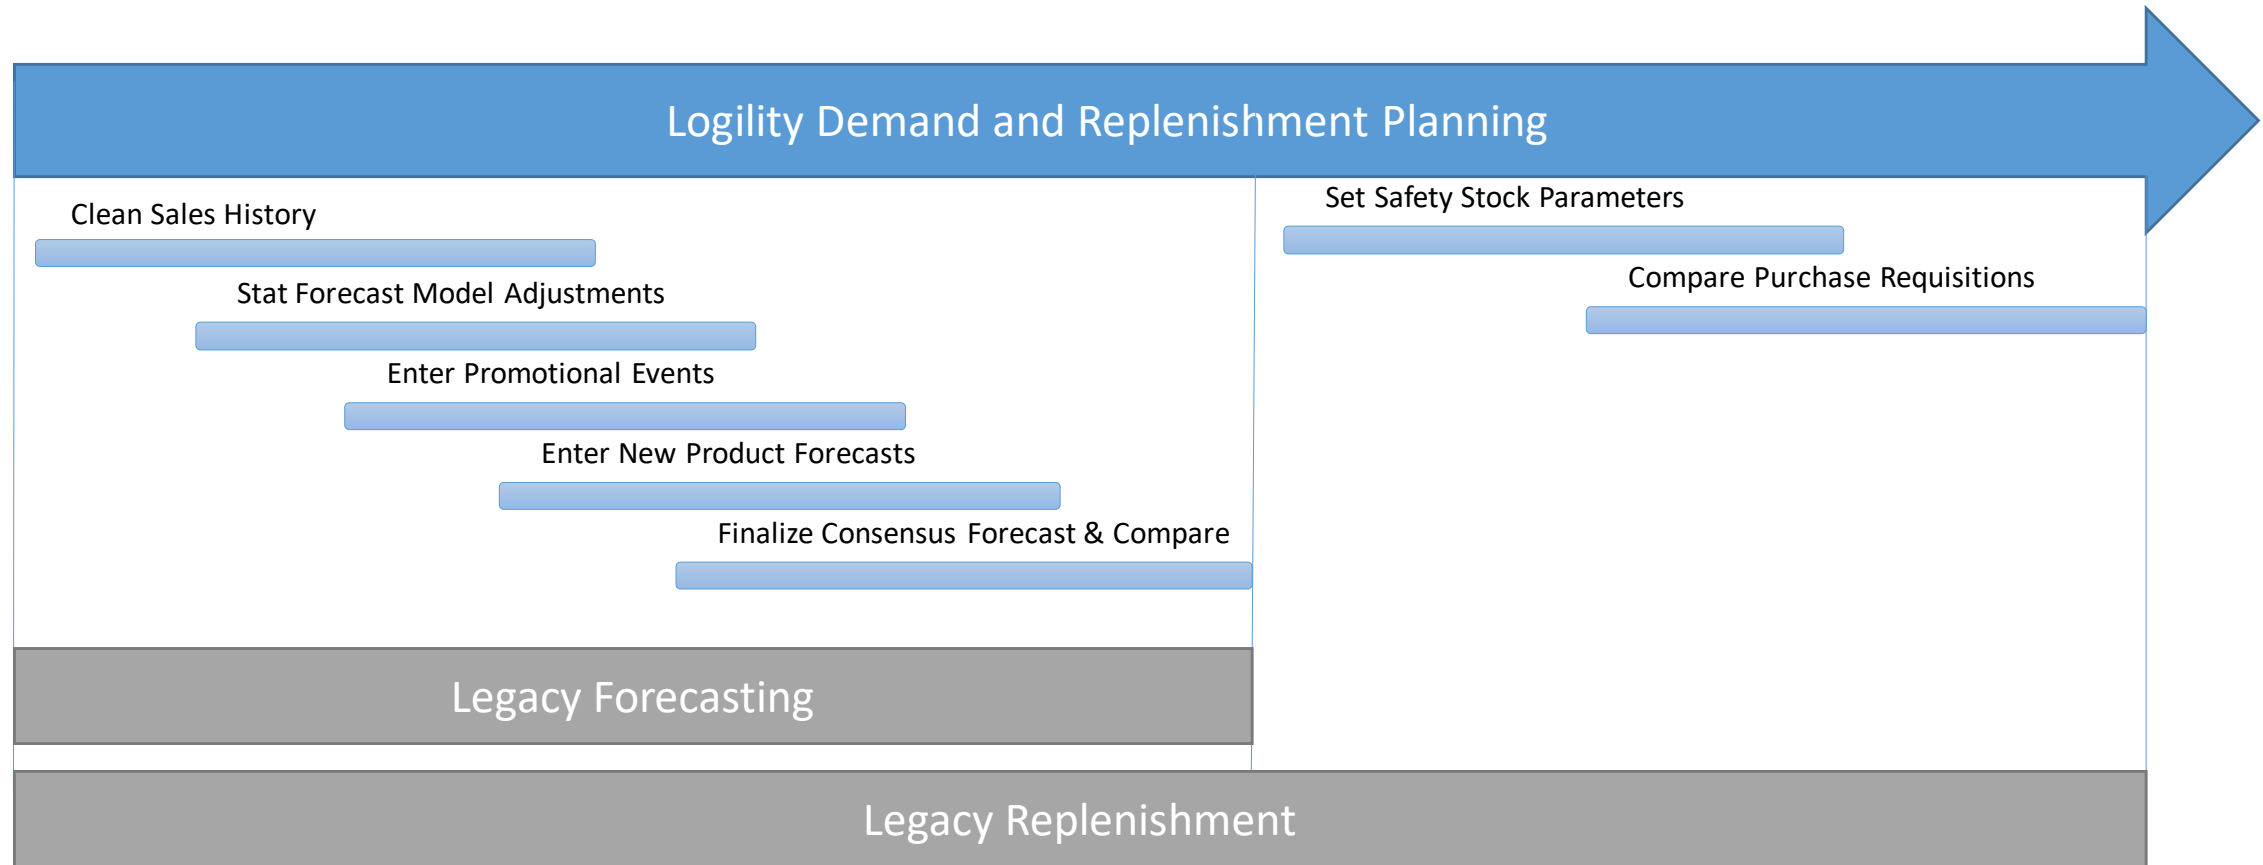 Logility Demand and Replenishment Planning
Clean Sales History
Stat Forecast Model Adjustments
Enter Promotional Events
Enter New Product Forecasts
Finalize Consensus Forecast & Compare
Set Safety Stock Parameters
Compare Purchase Requisitions
Legacy Forecasting
Legacy Replenishment